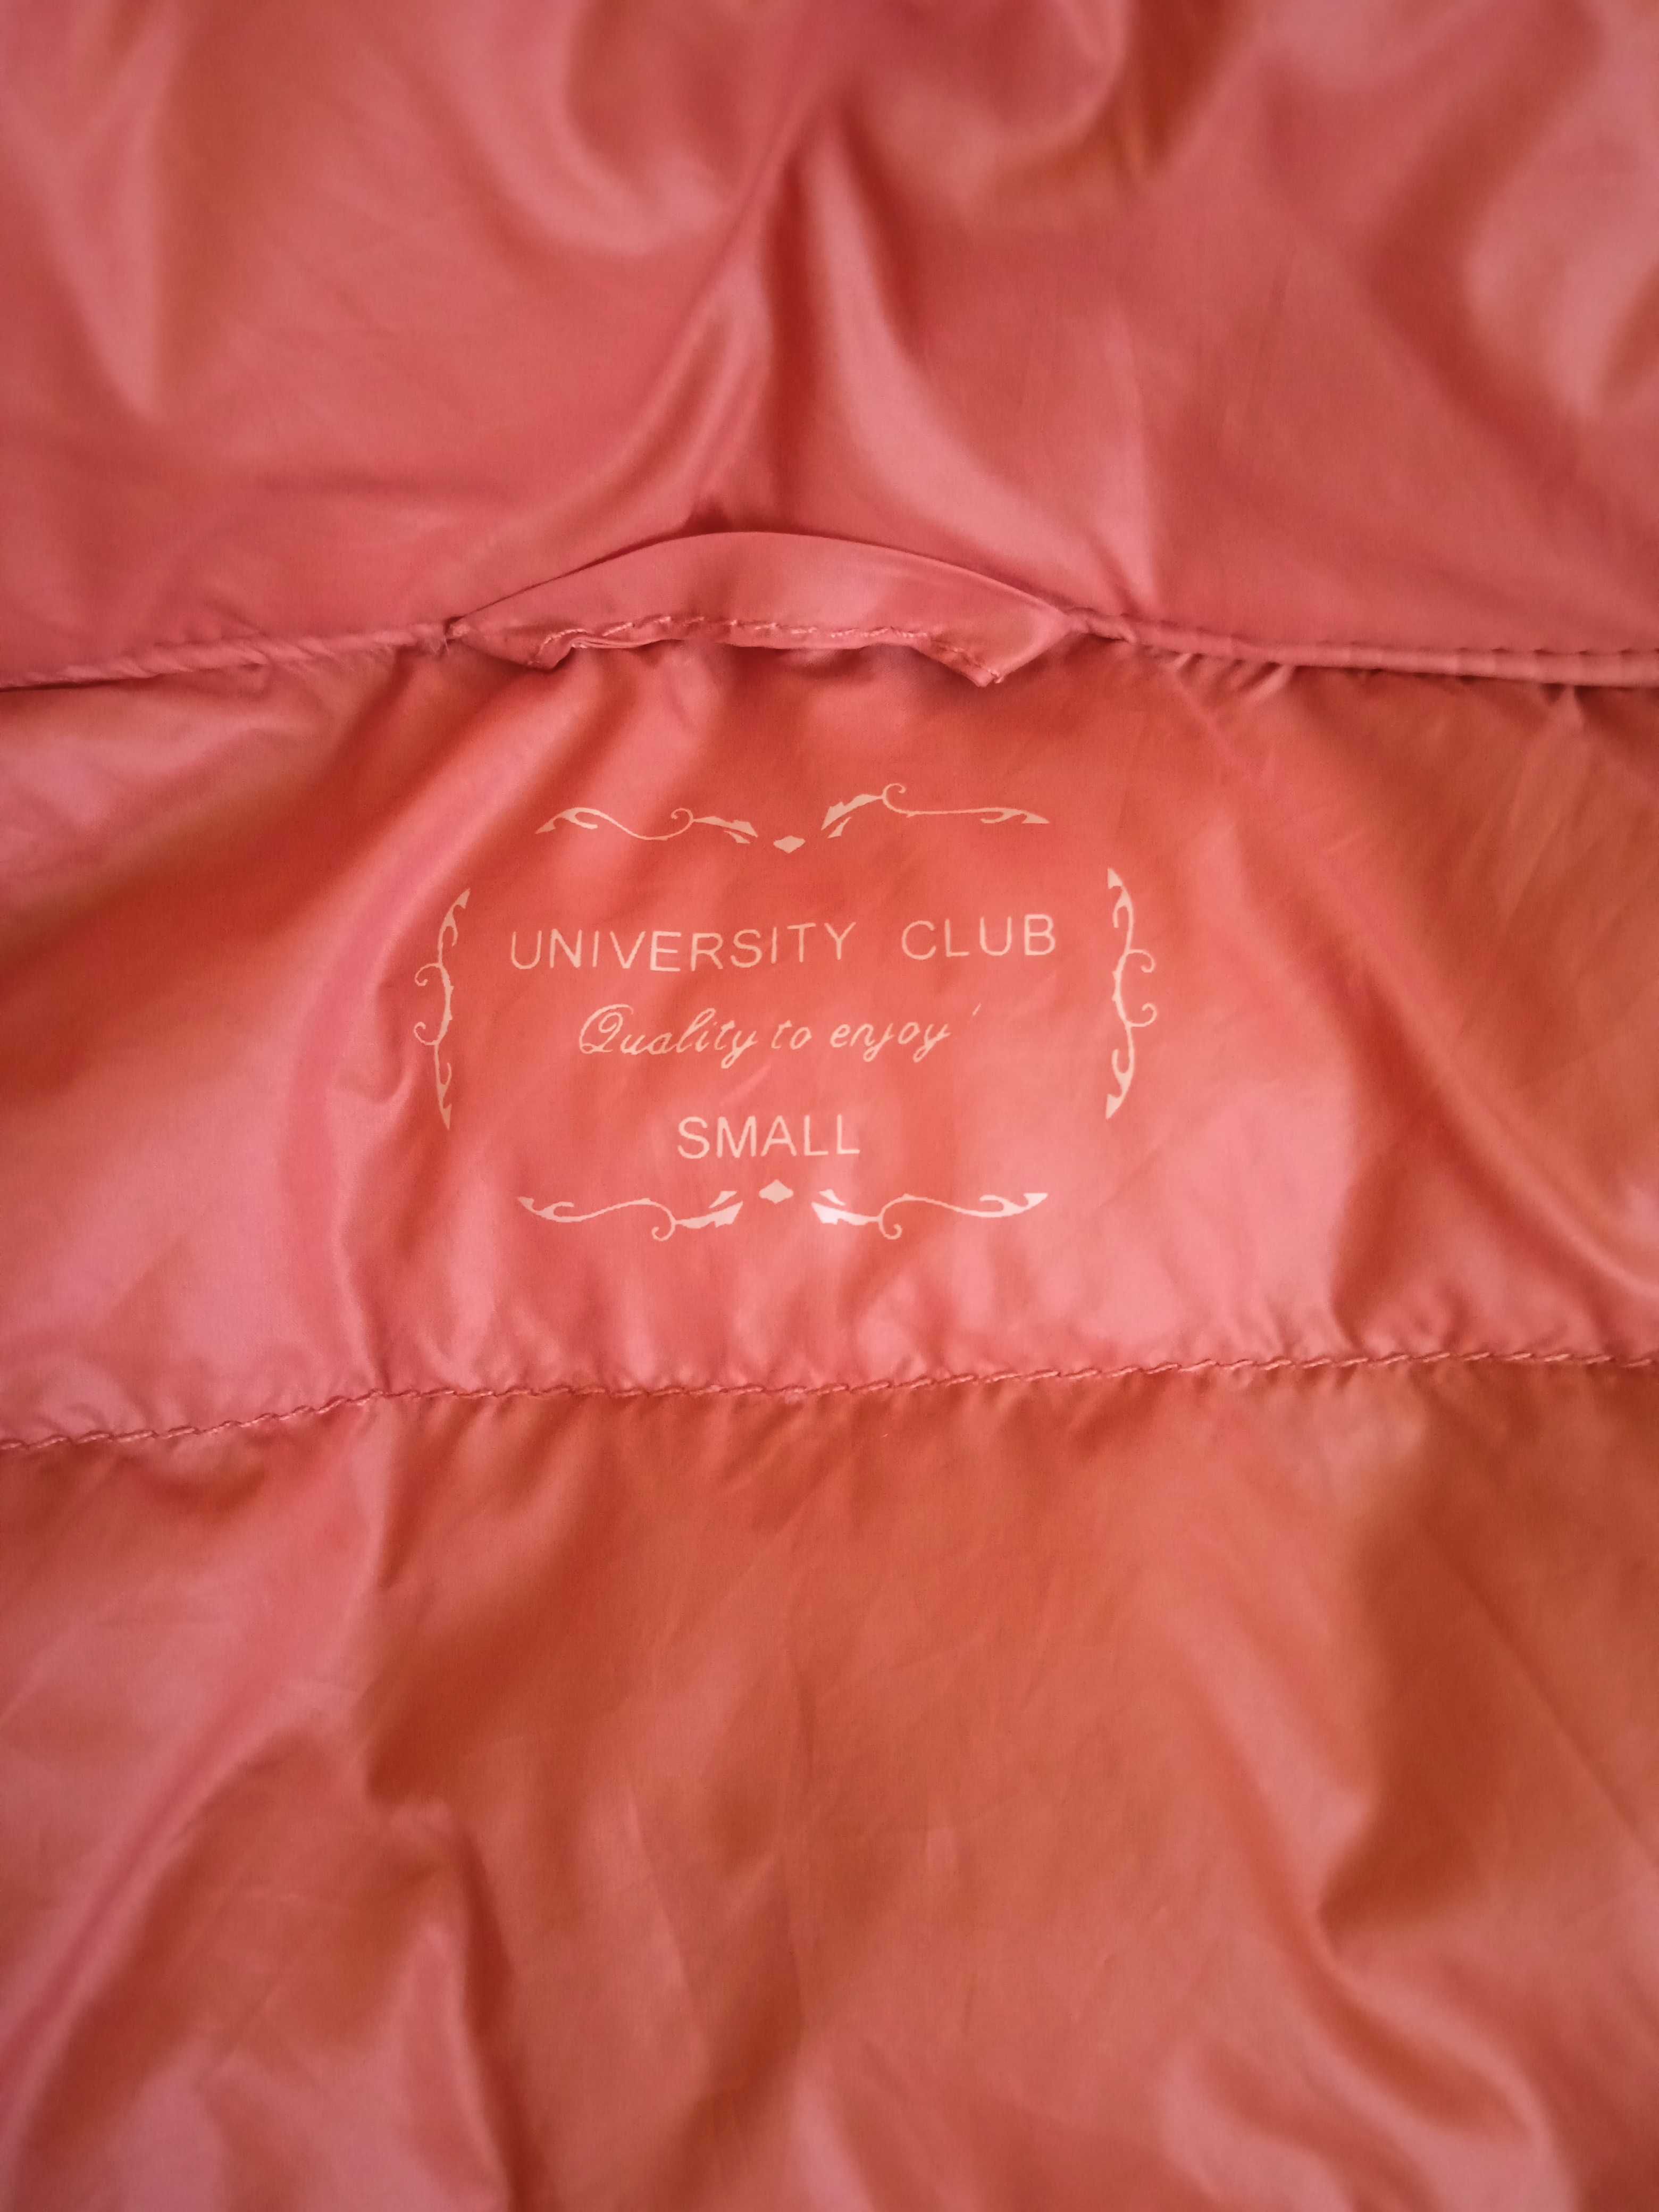 UNIVERSITY CLUB
Quality to enjoy'
SMALL